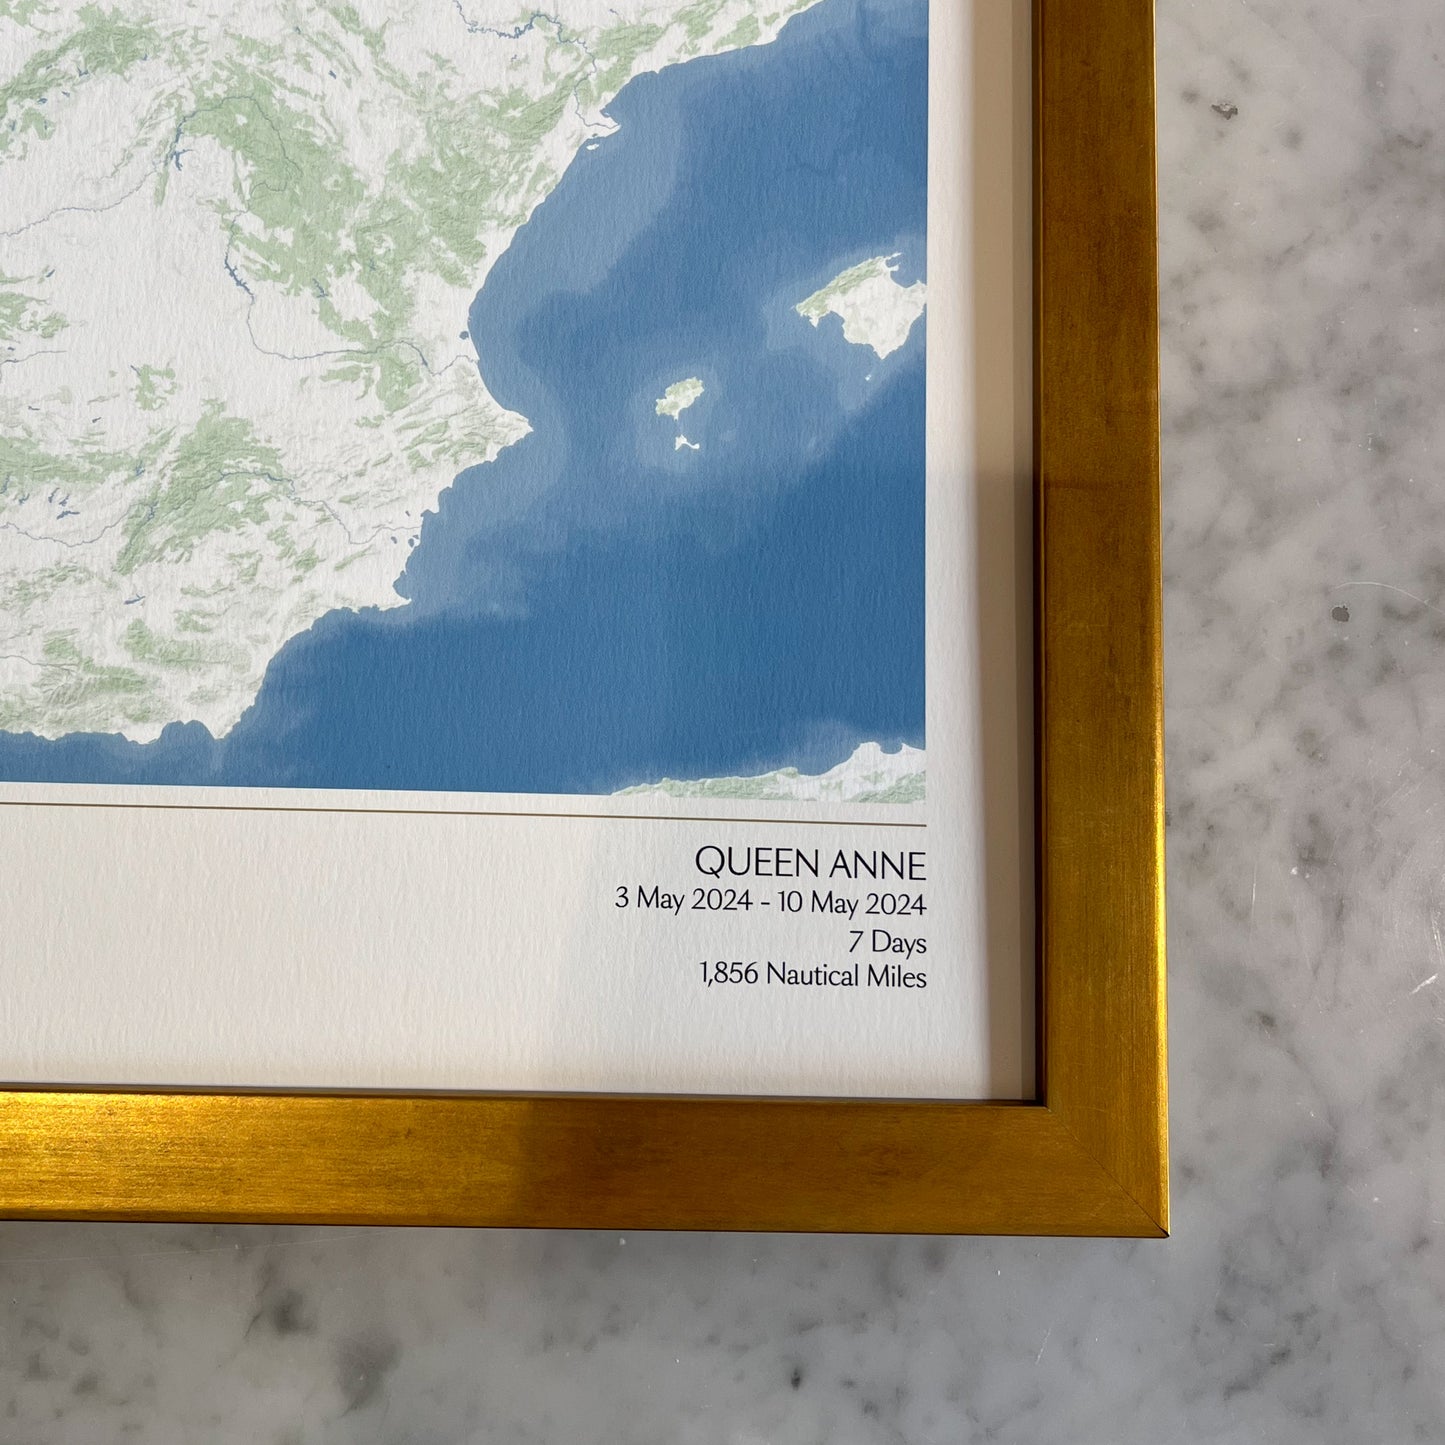 QUEEN ANNE
3 May 2024 - 10 May 2024
7 Days
1,856 Nautical Miles